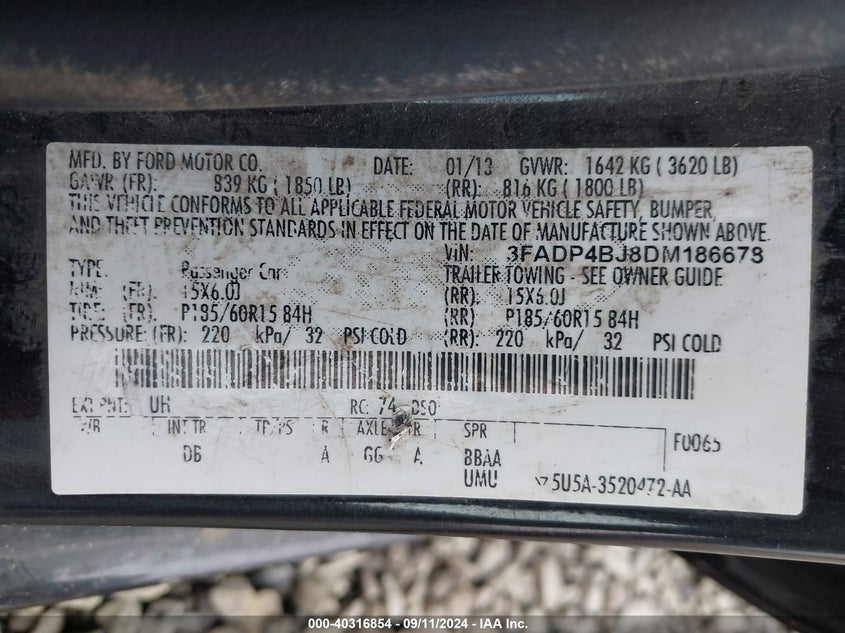 MFD. BY FORD MOTOR CO. DATE: 01/13 GVWR: 1642 KG ( 3620 LB)
GAWR (FR): 839 KG ( 1850 LB) (RR): 816 KG ( 1800 LB)
THIS VEHICLE CONFORMS TO ALL APPLICABLE FEDERAL MOTOR VEHICLE SAFETY, BUMPER,
AND THEFT PREVENTION STANDARDS IN EFFECT ON THE DATE OF MANUFACTURE SHOWN ABOVE.
VIN: 3FADP4BJ8DM186673
TYPE: Passenger Car TRAILER TOWING - SEE OWNER GUIDE
RIM: (FR): 15X6.0J (RR): 15X6.0J
TIRE: (FR): P185/60R15 84H (RR) P185/60R15 84H
PRESSURE: (FR): 220 kPa/ 32 PSI COLD (RR): 220 kPa/ 32 PSI COLD
EXT PNT: UH RC: 74 DSO:
INT TR TP/PS R AXLE TR SPR F0065
DB A GG A BBAA
UMU 5U5A-3520472-AA
000-40316854 - 09/11/2024 - IAA Inc.